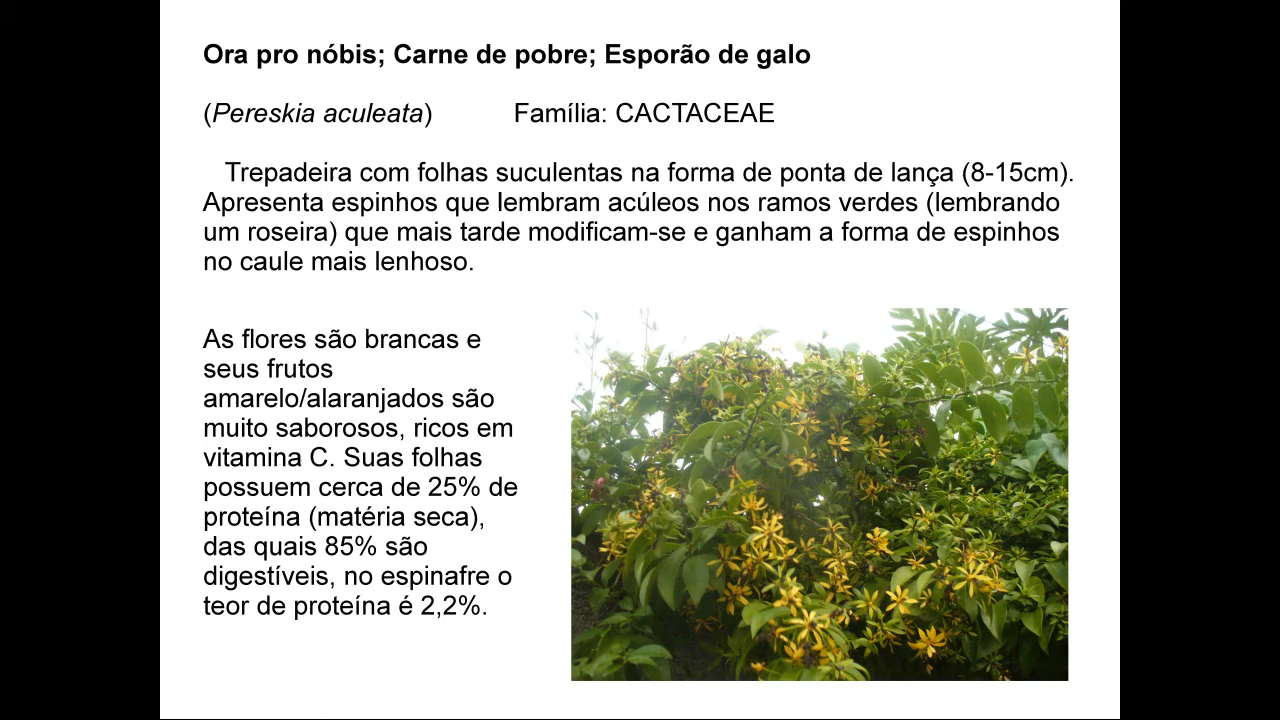 Ora pro nóbis; Carne de pobre; Esporão de galo
(Pereskia aculeata) Família: CACTACEAE
Trepadeira com folhas suculentas na forma de ponta de lança (8-15cm).
Apresenta espinhos que lembram acúleos nos ramos verdes (lembrando
um roseira) que mais tarde modificam-se e ganham a forma de espinhos
no caule mais lenhoso.
As flores são brancas e
seus frutos
amarelo/alaranjados são
muito saborosos, ricos em
vitamina C. Suas folhas
possuem cerca de 25% de
proteína (matéria seca),
das quais 85% são
digestíveis, no espinafre o
teor de proteína é 2,2%.